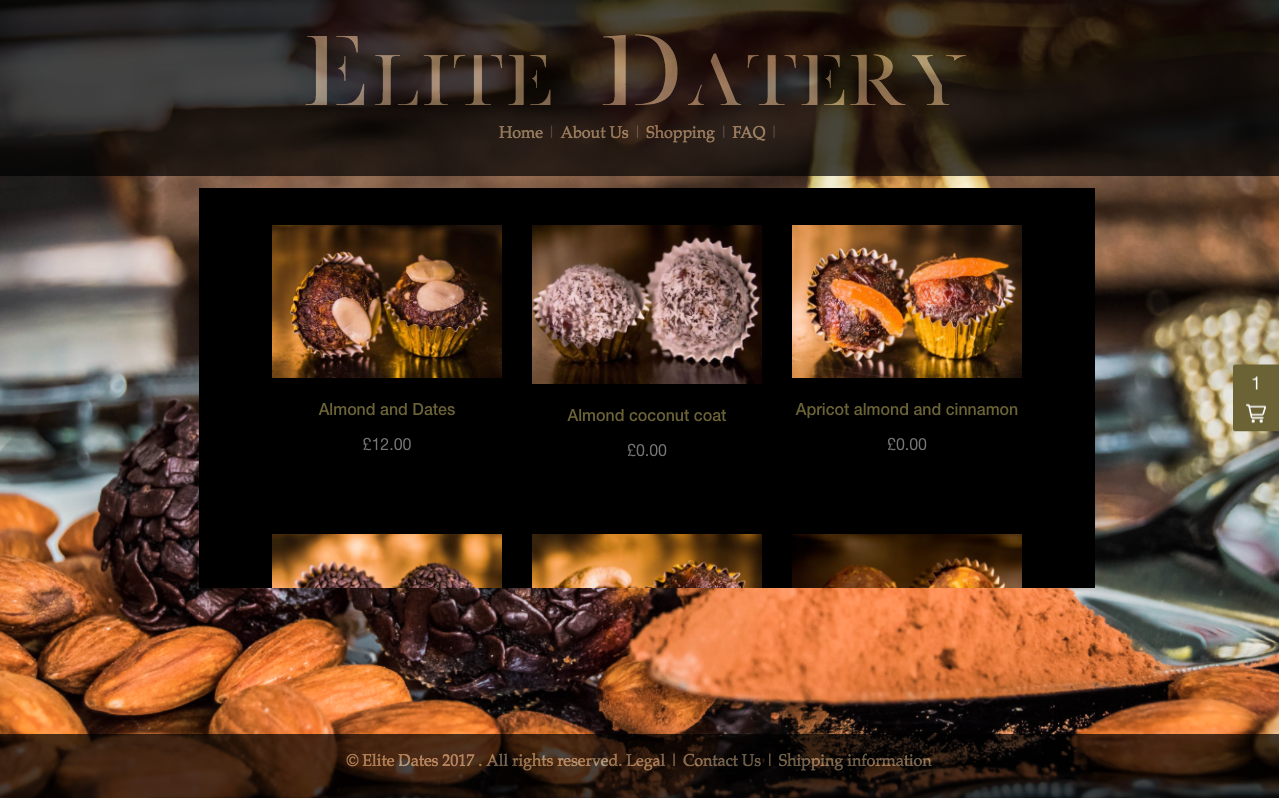 Elite Datery
Home | About Us | Shopping | FAQ |
1
Almond and Dates
£12.00
Almond coconut coat
£0.00
Apricot almond and cinnamon
£0.00
© Elite Dates 2017 . All rights reserved. Legal | Contact Us | Shipping information